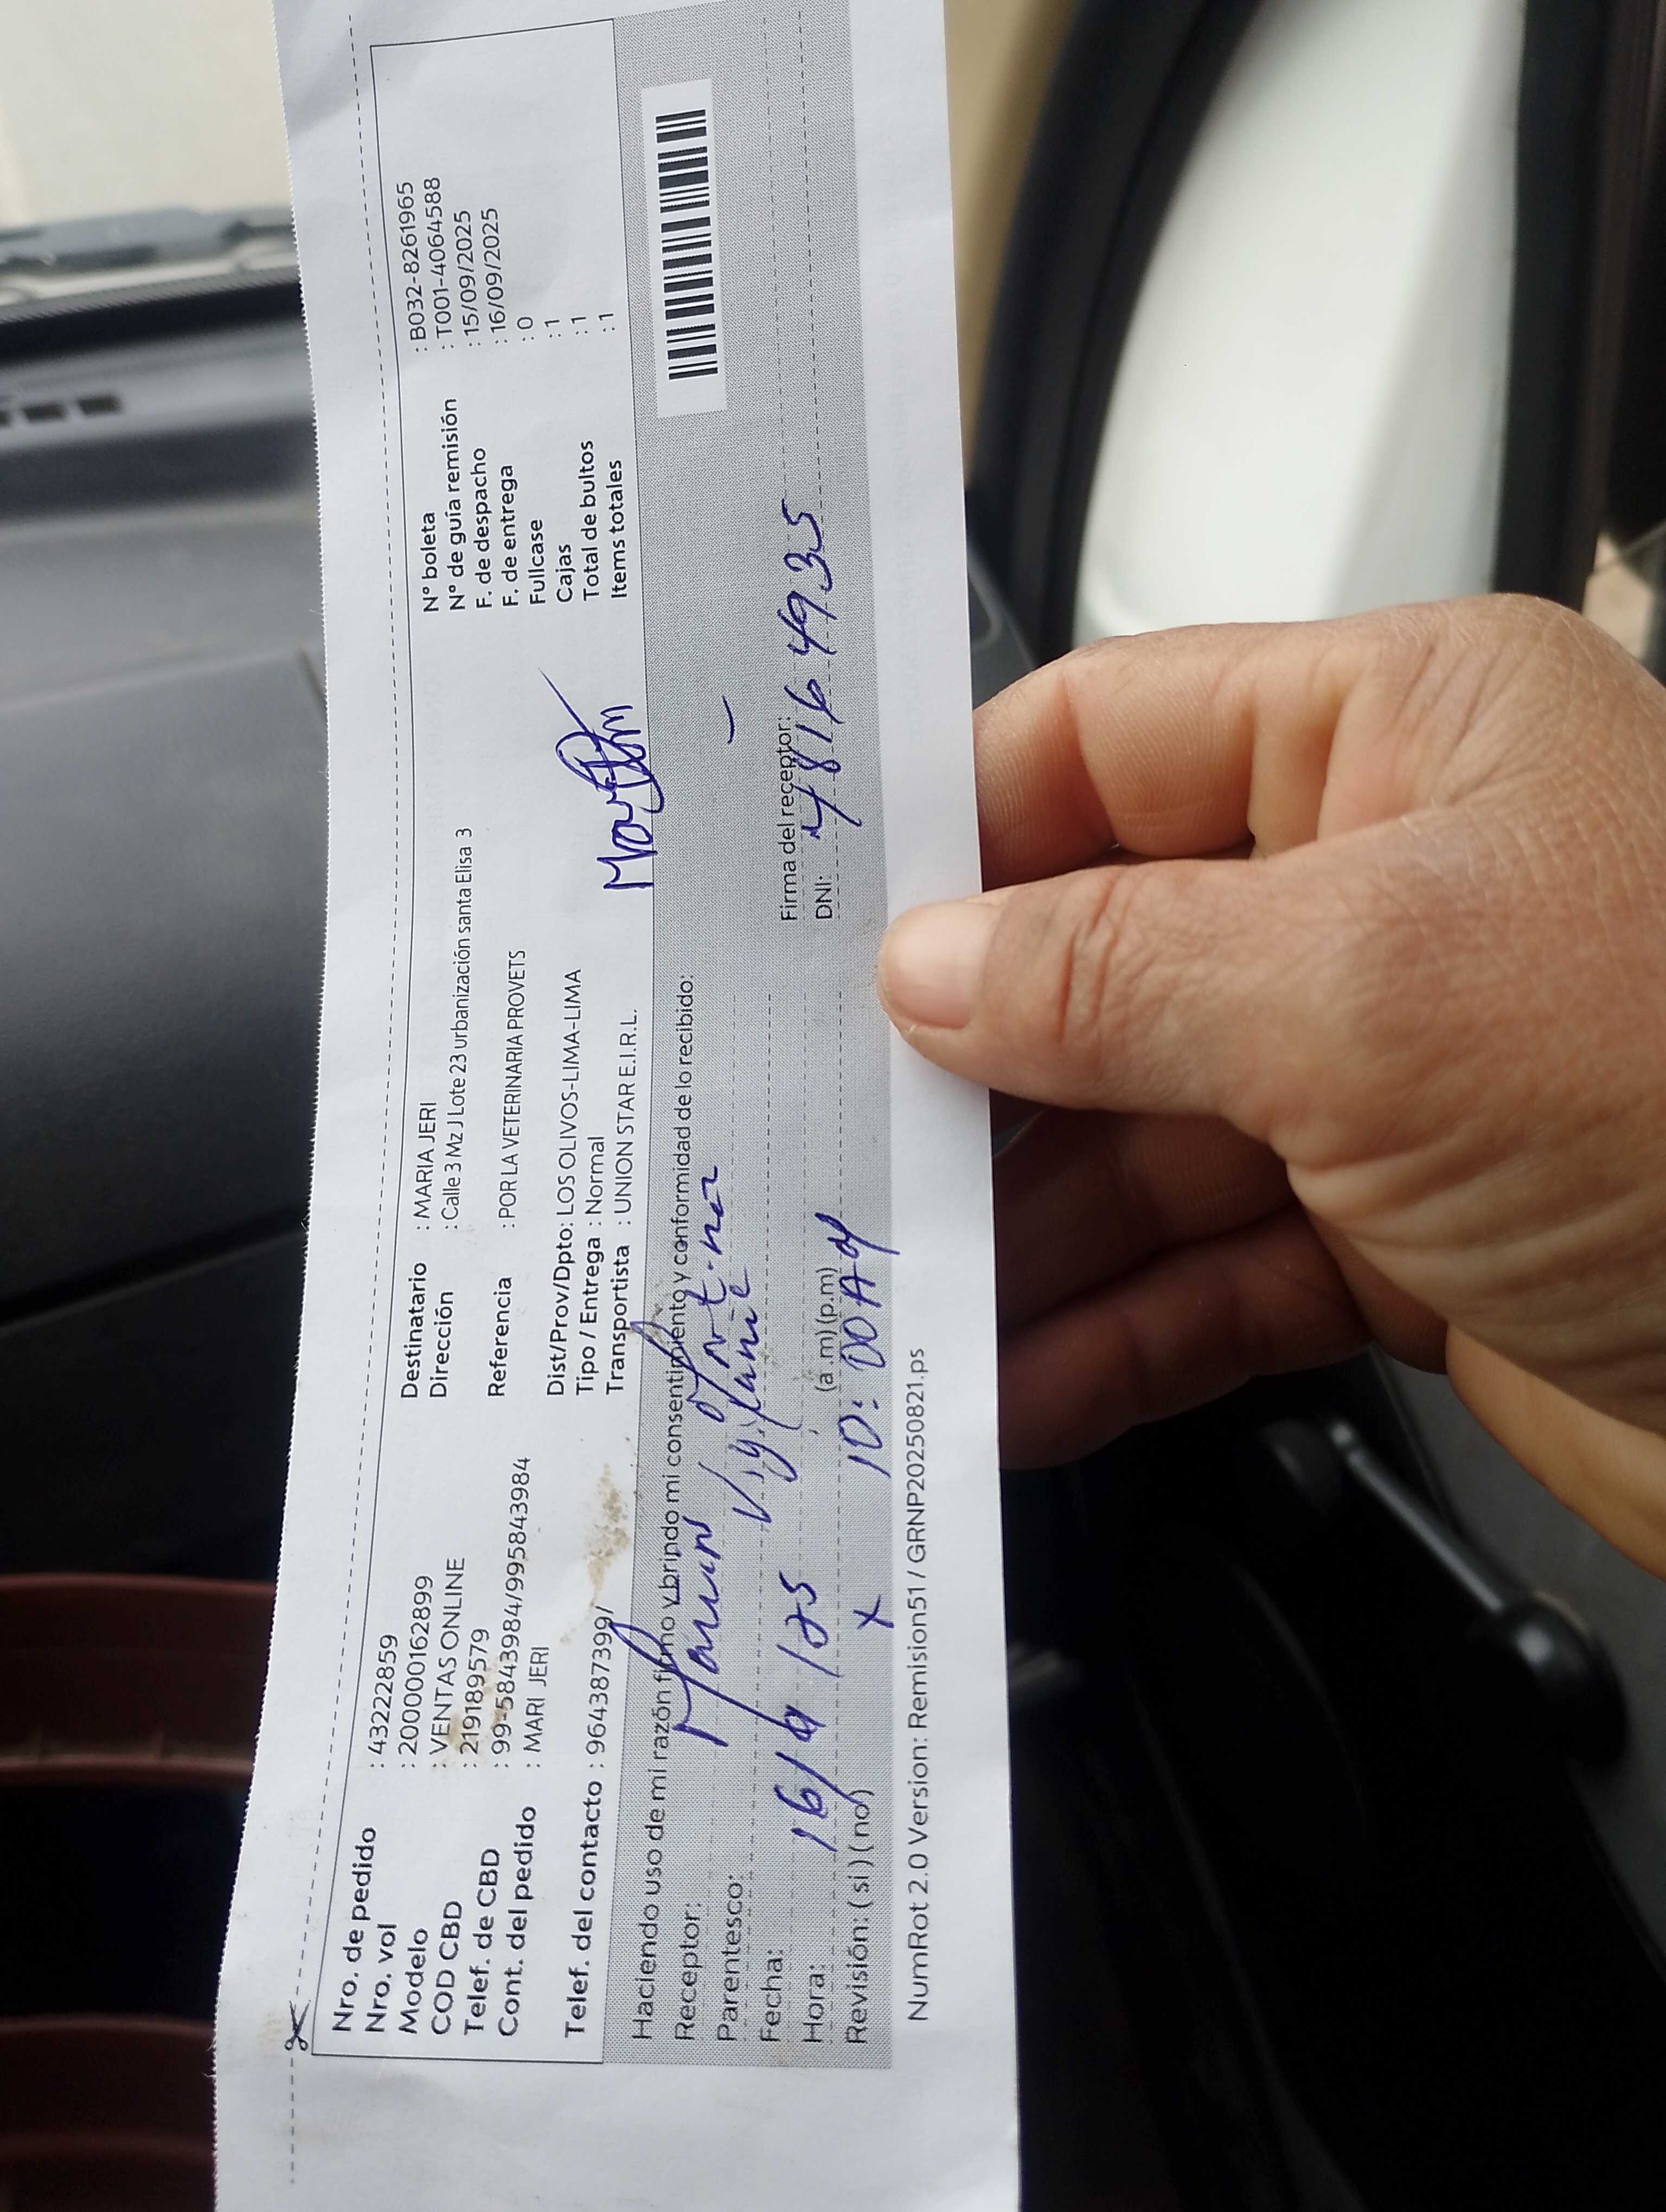 Nro. de pedido : 432222859
Nro. vol : 2000000162899
Modelo : VENTAS ONLINE
COD CBD : 219189579
Telef. de CBD : 99-5843984/995843984
Cont. del pedido : MARI JERI
Telef. del contacto : 964387399/
Destinatario : MARIA JERI
Dirección : Calle 3 Mz J Lote 23 urbanización santa Elisa 3
Referencia : POR LA VETERINARIA PROVETS
Dist/Prov/Dpto: LOS OLIVOS-LIMA-LIMA
Tipo / Entrega : Normal
Transportista : UNION STAR E.I.R.L.
N° boleta : B032-8261965
N° de guía remisión : T001-4064588
F. de despacho : 15/09/2025
F. de entrega : 16/09/2025
Fullcase : 0
Cajas : 1
Total de bultos : 1
Items totales : 1
Haciendo uso de mi razón firmo y brindo mi consentimiento y conformidad de lo recibido:
Receptor:
Parentesco:
Fecha: 16/9/25
Hora: (a.m) (p.m) 10:00 A
Revisión: ( si ) ( no ) X
Firma del receptor:
DNI: 48164935
NumRot 2.0 Version: Remision51 / GRNP20250821.ps